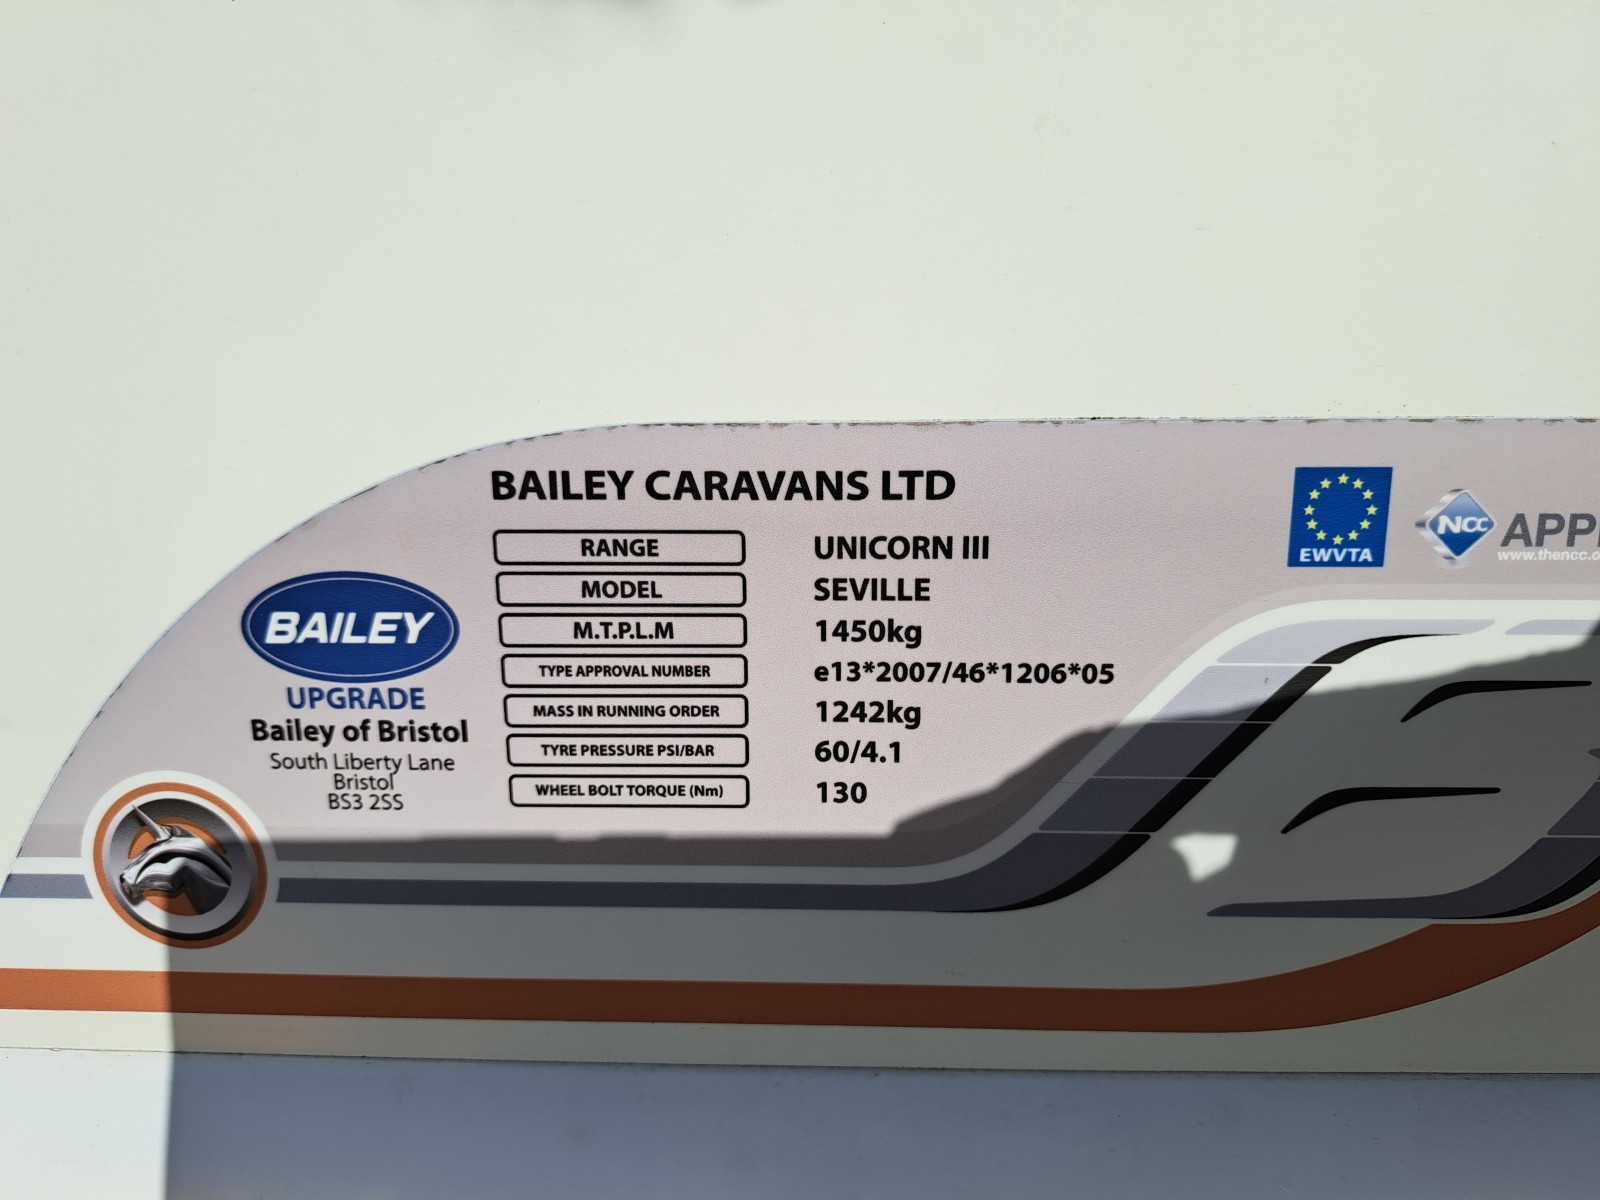 BAILEY CARAVANS LTD
RANGE UNICORN III
MODEL SEVILLE
M.T.P.L.M 1450kg
TYPE APPROVAL NUMBER e13*2007/46*1206*05
MASS IN RUNNING ORDER 1242kg
TYRE PRESSURE PSI/BAR 60/4.1
WHEEL BOLT TORQUE (Nm) 130
BAILEY
UPGRADE
Bailey of Bristol
South Liberty Lane
Bristol
BS3 2SS
EWVTA
NCC